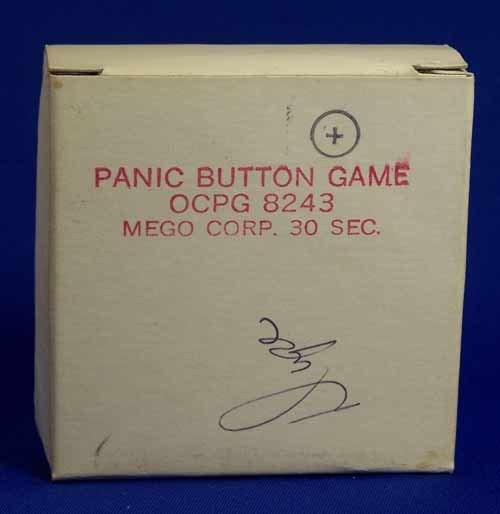 PANIC BUTTON GAME
OCPG 8243
MEGO CORP. 30 SEC.